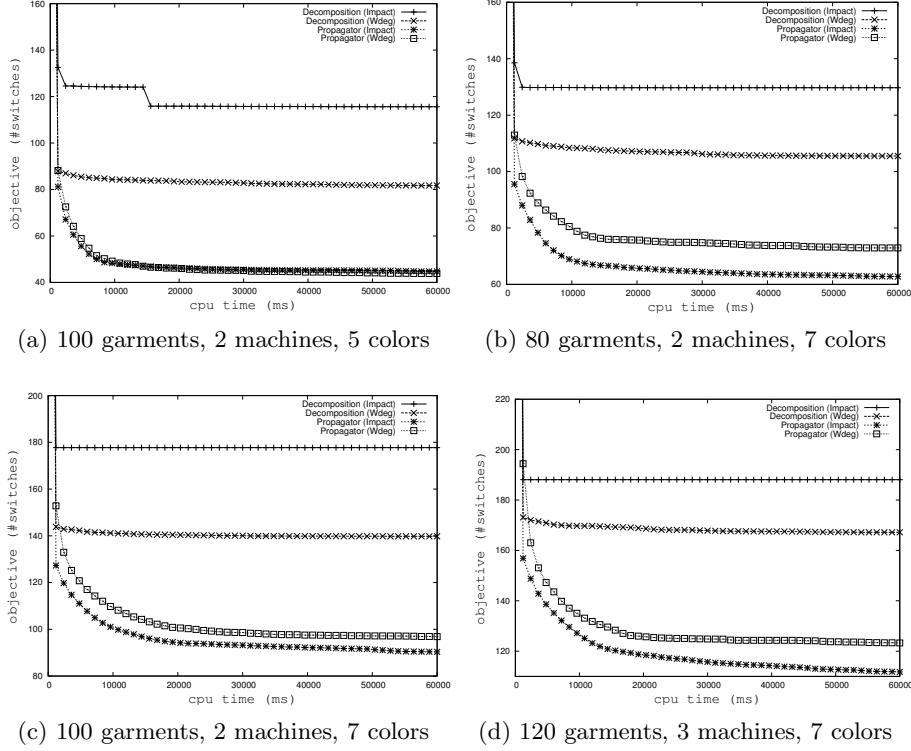 160
140
120
100
80
60
40
0
10000
20000
30000
40000
50000
60000
objective (#switches)
cpu time (ms)
Decomposition (Impact)
Decomposition (Wdeg)
Propagator (Impact)
Propagator (Wdeg)
(a) 100 garments, 2 machines, 5 colors
160
140
120
100
80
60
0
10000
20000
30000
40000
50000
60000
objective (#switches)
cpu time (ms)
Decomposition (Impact)
Decomposition (Wdeg)
Propagator (Impact)
Propagator (Wdeg)
(b) 80 garments, 2 machines, 7 colors
200
180
160
140
120
100
80
0
10000
20000
30000
40000
50000
60000
objective (#switches)
cpu time (ms)
Decomposition (Impact)
Decomposition (Wdeg)
Propagator (Impact)
Propagator (Wdeg)
(c) 100 garments, 2 machines, 7 colors
220
200
180
160
140
120
0
10000
20000
30000
40000
50000
60000
objective (#switches)
cpu time (ms)
Decomposition (Impact)
Decomposition (Wdeg)
Propagator (Impact)
Propagator (Wdeg)
(d) 120 garments, 3 machines, 7 colors